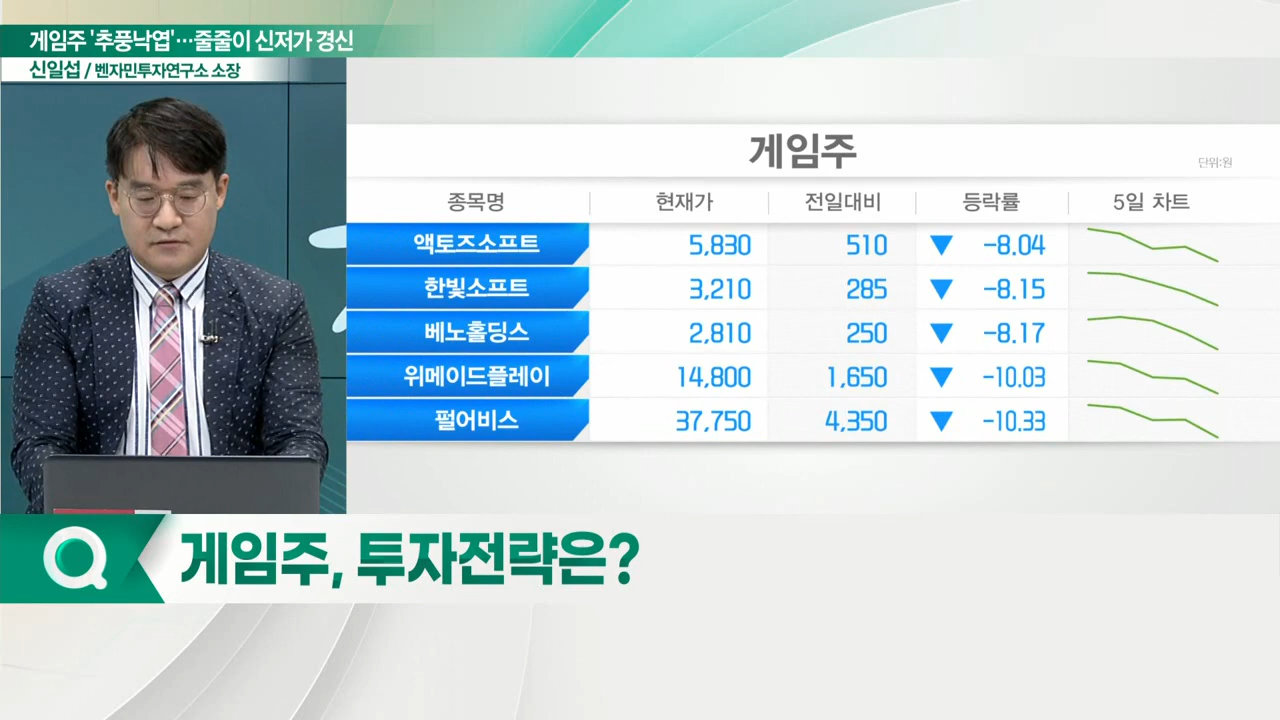 게임주 '추풍낙엽'…줄줄이 신저가 경신
신일섭 / 벤자민투자연구소 소장
게임주
단위:원
종목명 현재가 전일대비 등락률 5일 차트
액토즈소프트 5,830 510 ▼ -8.04
한빛소프트 3,210 285 ▼ -8.15
베노홀딩스 2,810 250 ▼ -8.17
위메이드플레이 14,800 1,650 ▼ -10.03
펄어비스 37,750 4,350 ▼ -10.33
Q 게임주, 투자전략은?